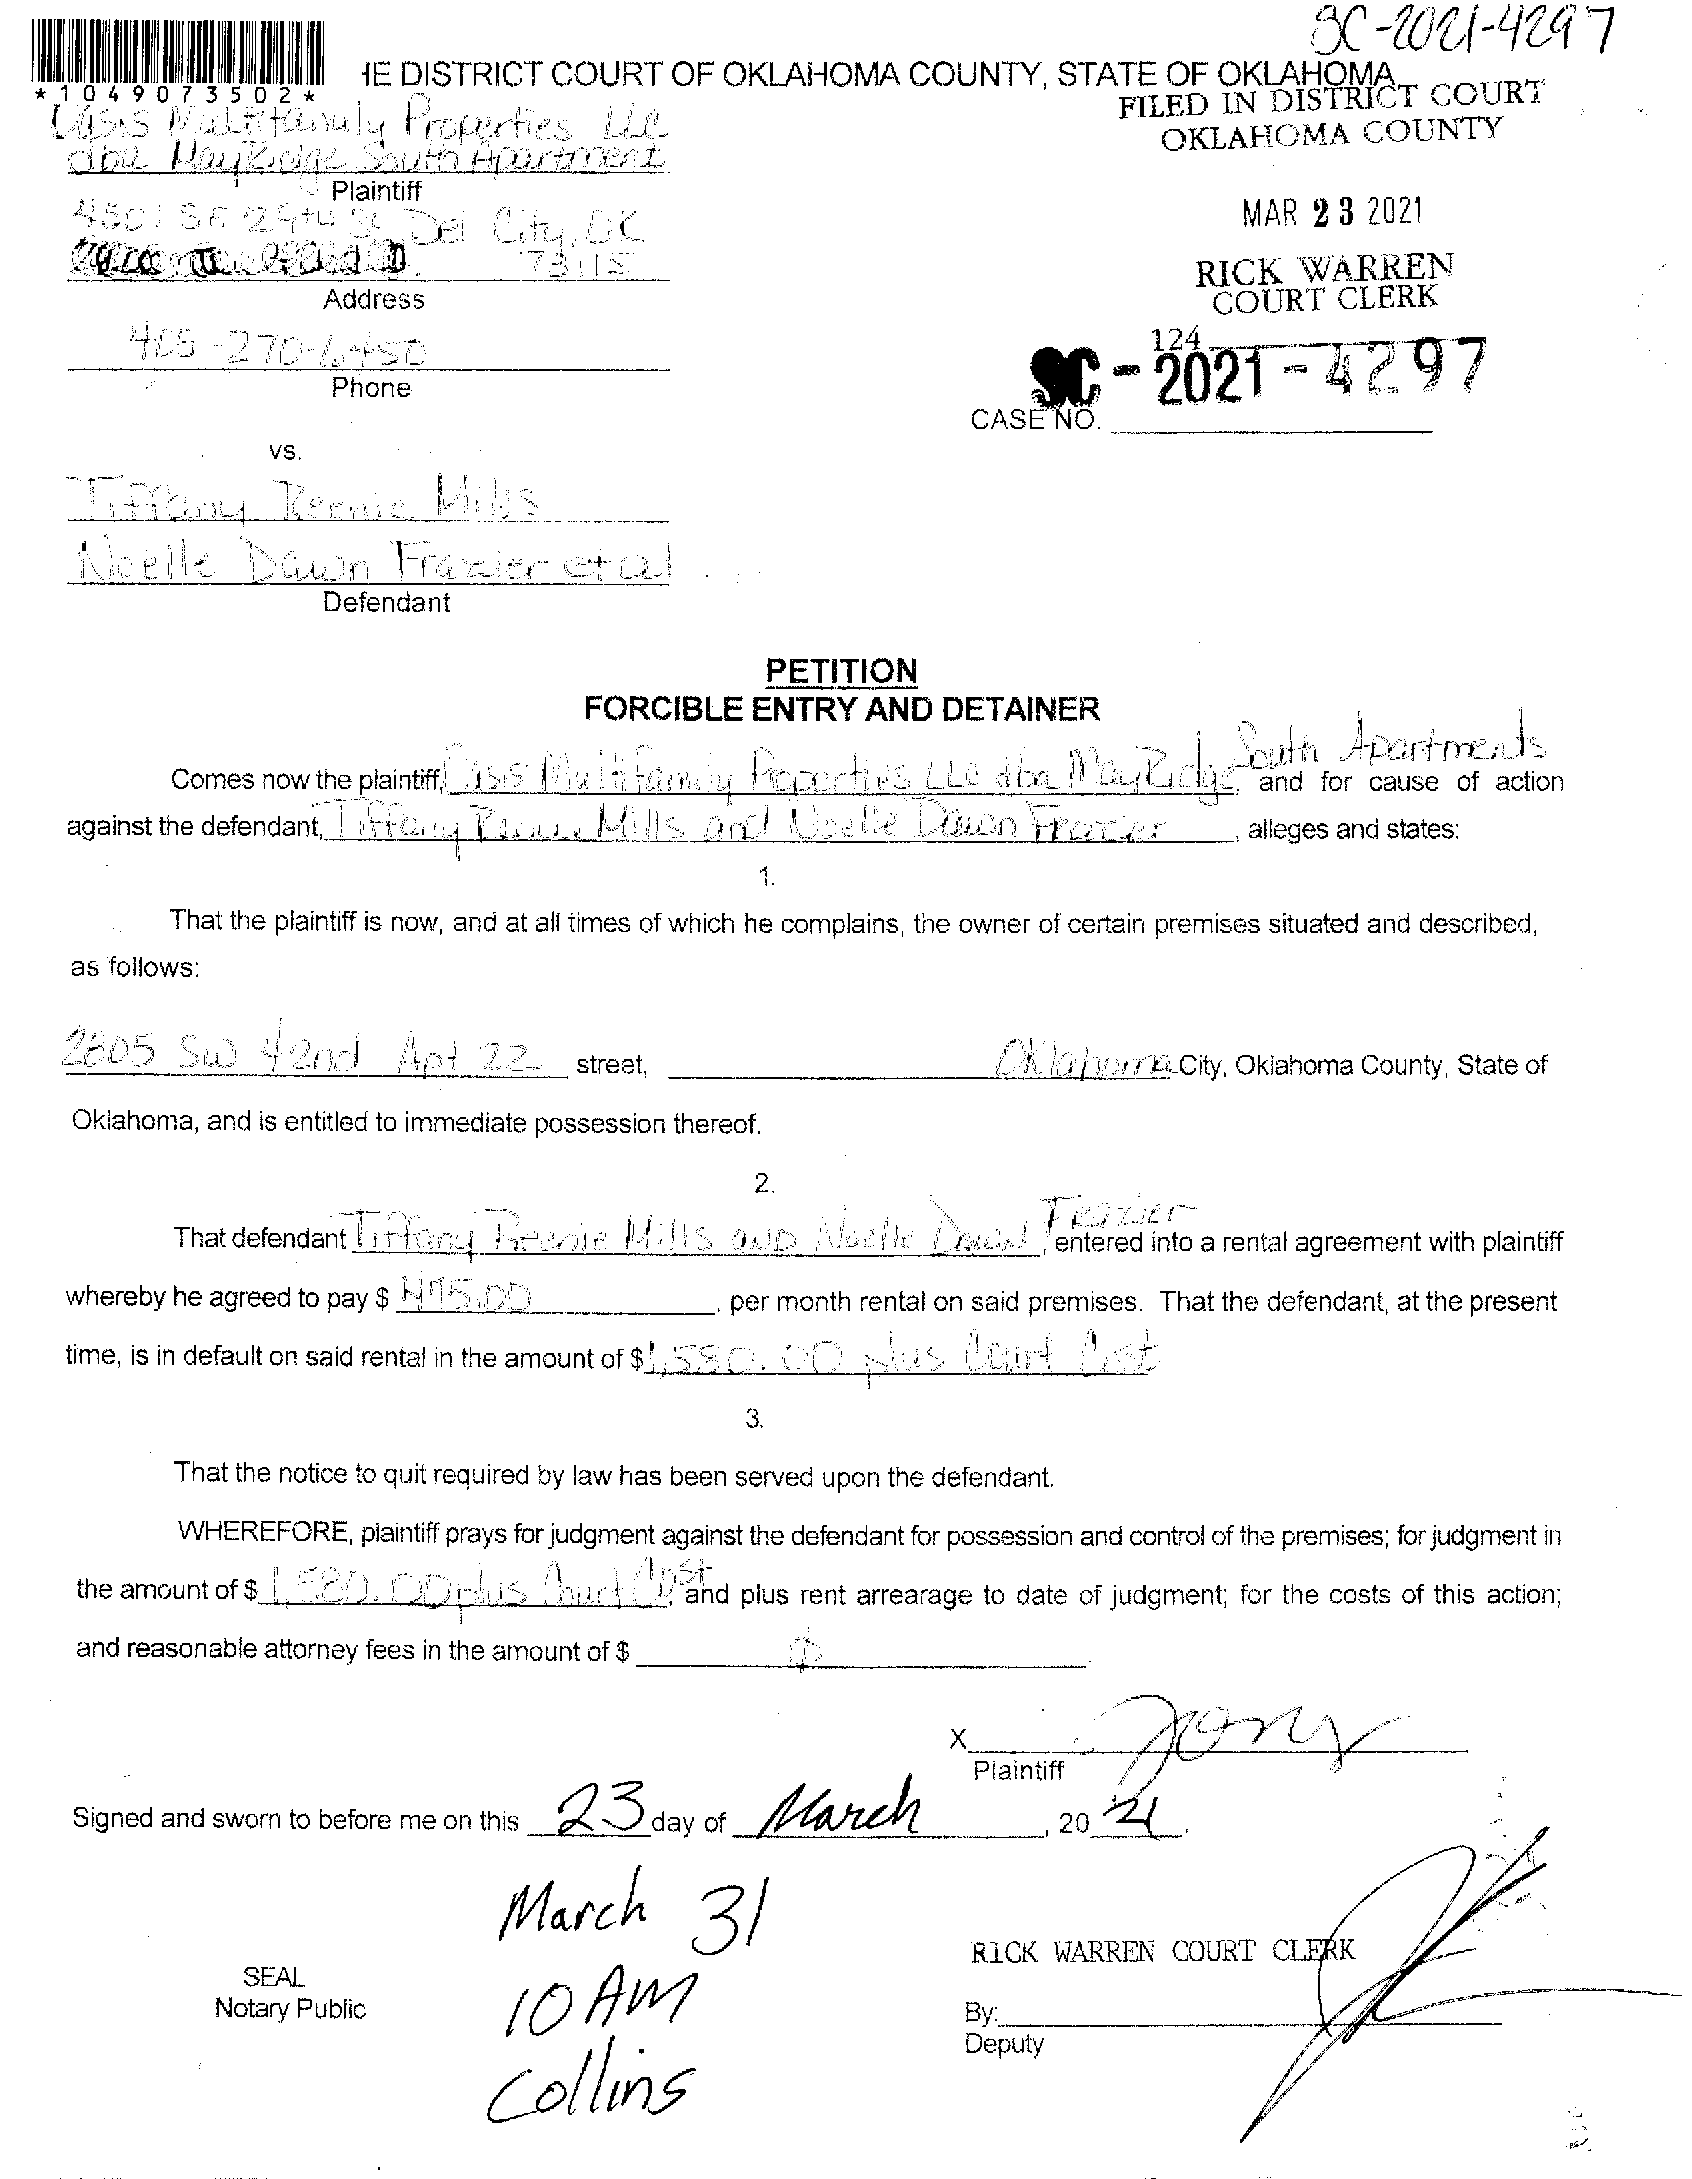 SC-2021-4297
*1049073502*
HE DISTRICT COURT OF OKLAHOMA COUNTY, STATE OF OKLAHOMA
FILED IN DISTRICT COURT
OKLAHOMA COUNTY
MAR 23 2021
RICK WARREN
COURT CLERK
124
SC-2021-4297
CASE NO.
Oasis Multifamily Properties LLC
dba MayRidge South Apartment
Plaintiff
4801 SE 29th St Del City, OK
73115
Address
405-270-6450
Phone
vs.
Tiffany Reenie Mills
Noelle Dawn Frazier et al
Defendant
PETITION
FORCIBLE ENTRY AND DETAINER
Comes now the plaintiff, Oasis Multifamily Properties LLC dba MayRidge South Apartments and for cause of action
against the defendant, Tiffany Reenie Mills and Noelle Dawn Frazier, alleges and states:
1.
That the plaintiff is now, and at all times of which he complains, the owner of certain premises situated and described,
as follows:
2805 SW 42nd Apt 22 street, Oklahoma City, Oklahoma County, State of
Oklahoma, and is entitled to immediate possession thereof.
2.
That defendant Tiffany Reenie Mills and Noelle Dawn Frazier entered into a rental agreement with plaintiff
whereby he agreed to pay $ 475.00, per month rental on said premises. That the defendant, at the present
time, is in default on said rental in the amount of $1,580.00 plus Court Cost
3.
That the notice to quit required by law has been served upon the defendant.
WHEREFORE, plaintiff prays for judgment against the defendant for possession and control of the premises; for judgment in
the amount of $ 1,580.00 plus Court Cost and plus rent arrearage to date of judgment; for the costs of this action;
and reasonable attorney fees in the amount of $
X
Plaintiff
Signed and sworn to before me on this 23 day of March, 2021.
March 31
10 AM
Collins
SEAL
Notary Public
RICK WARREN COURT CLERK
By:
Deputy